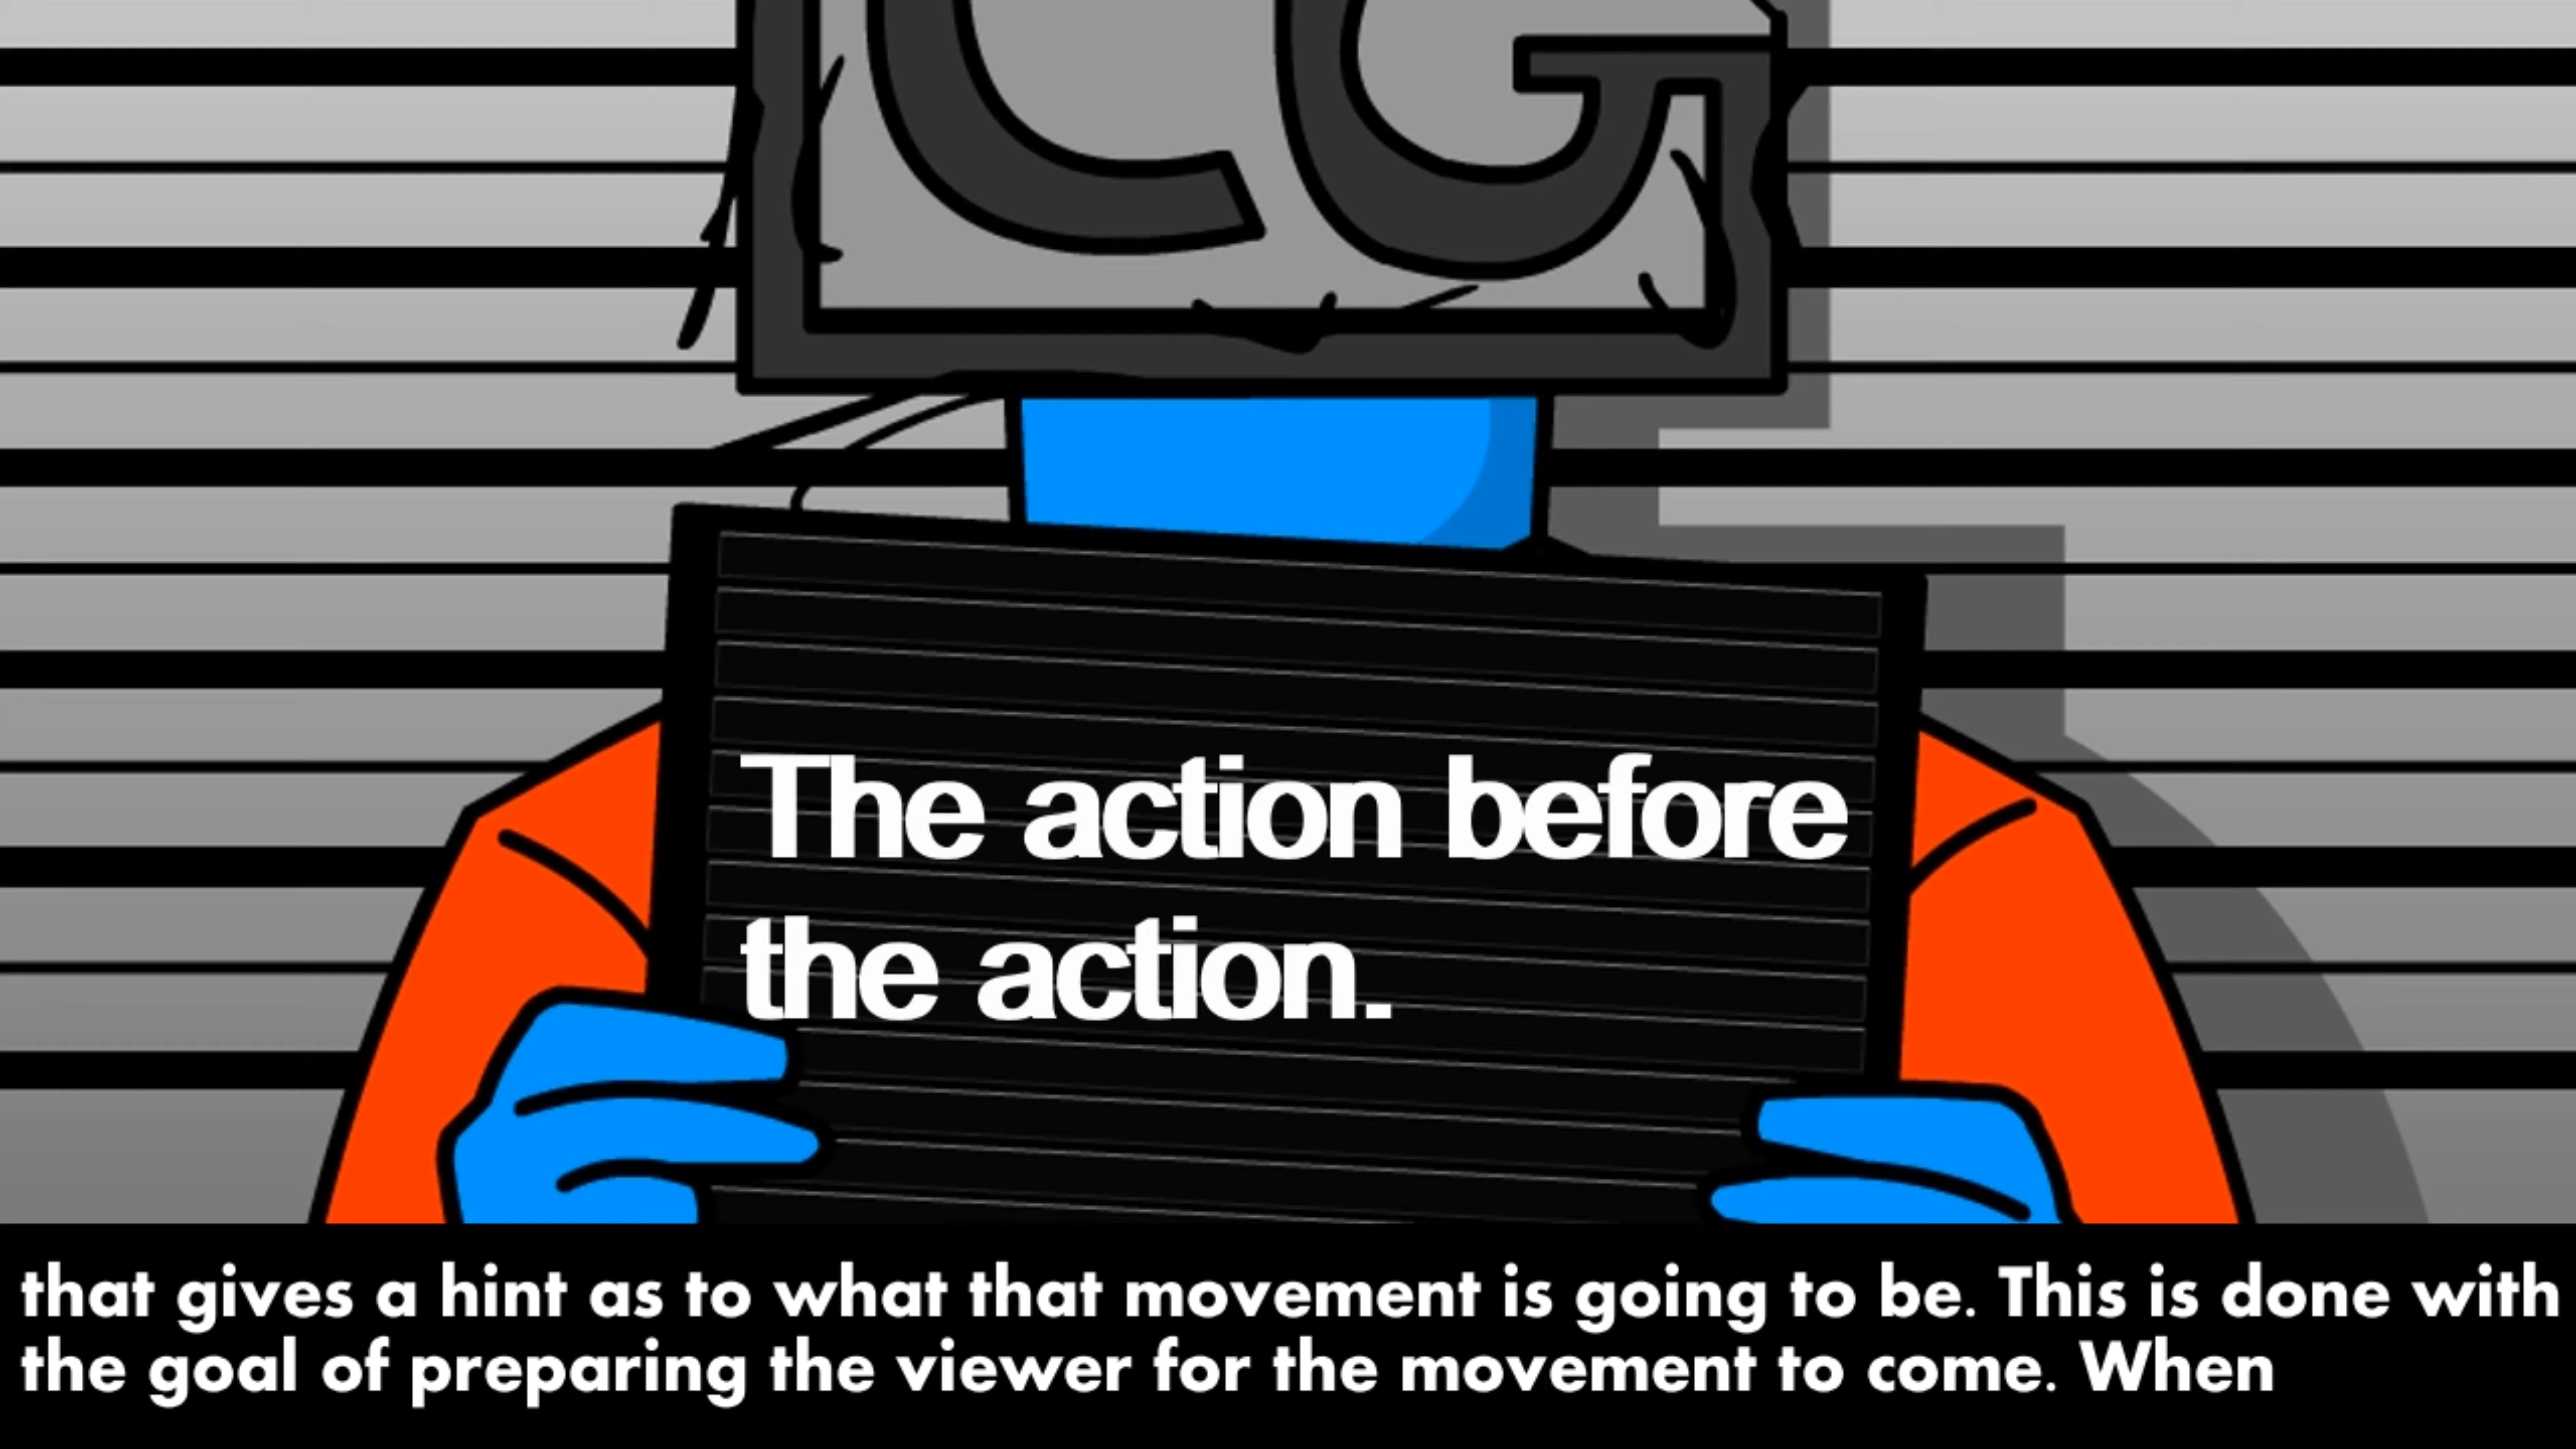 CG
The action before
the action.
that gives a hint as to what that movement is going to be. This is done with
the goal of preparing the viewer for the movement to come. When